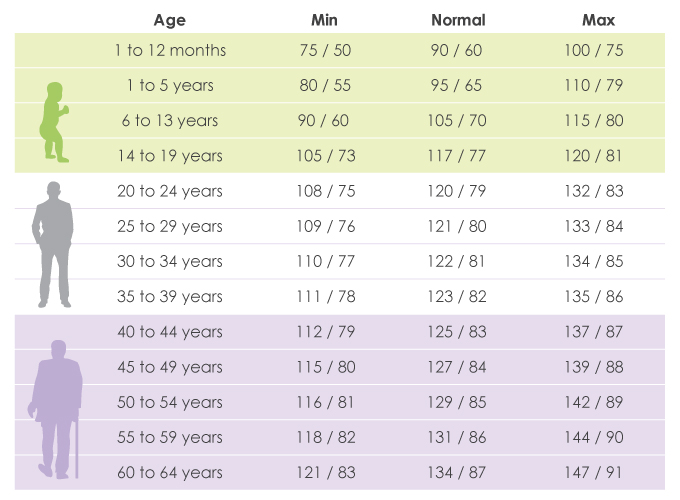 Age Min Normal Max
1 to 12 months 75 / 50 90 / 60 100 / 75
1 to 5 years 80 / 55 95 / 65 110 / 79
6 to 13 years 90 / 60 105 / 70 115 / 80
14 to 19 years 105 / 73 117 / 77 120 / 81
20 to 24 years 108 / 75 120 / 79 132 / 83
25 to 29 years 109 / 76 121 / 80 133 / 84
30 to 34 years 110 / 77 122 / 81 134 / 85
35 to 39 years 111 / 78 123 / 82 135 / 86
40 to 44 years 112 / 79 125 / 83 137 / 87
45 to 49 years 115 / 80 127 / 84 139 / 88
50 to 54 years 116 / 81 129 / 85 142 / 89
55 to 59 years 118 / 82 131 / 86 144 / 90
60 to 64 years 121 / 83 134 / 87 147 / 91